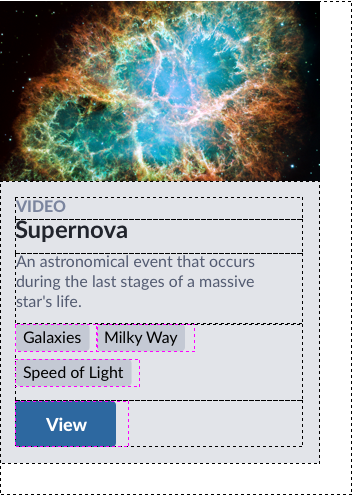 VIDEO
Supernova
An astronomical event that occurs
during the last stages of a massive
star's life.
Galaxies Milky Way
Speed of Light
View